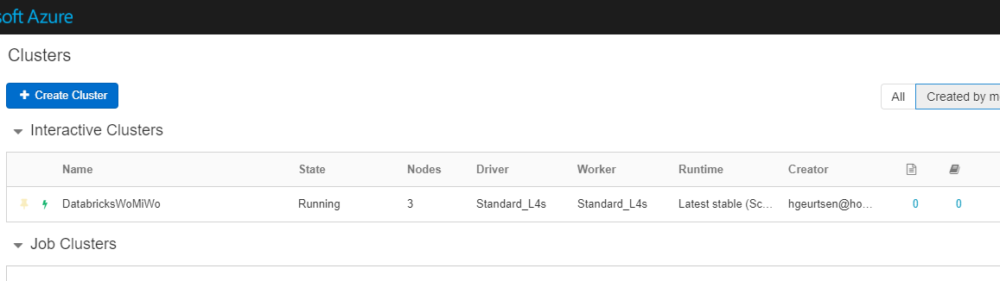 soft Azure
Clusters
+ Create Cluster
All Created by m
Interactive Clusters
Name State Nodes Driver Worker Runtime Creator
DatabricksWoMiWo Running 3 Standard_L4s Standard_L4s Latest stable (Sc... hgeurtsen@ho... 0 0
Job Clusters